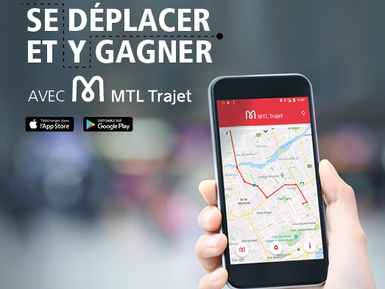 SE DÉPLACER
ET Y GAGNER
AVEC MTL Trajet
Télécharger dans
l'App Store
DISPONIBLE SUR
Google Play
MTL Trajet